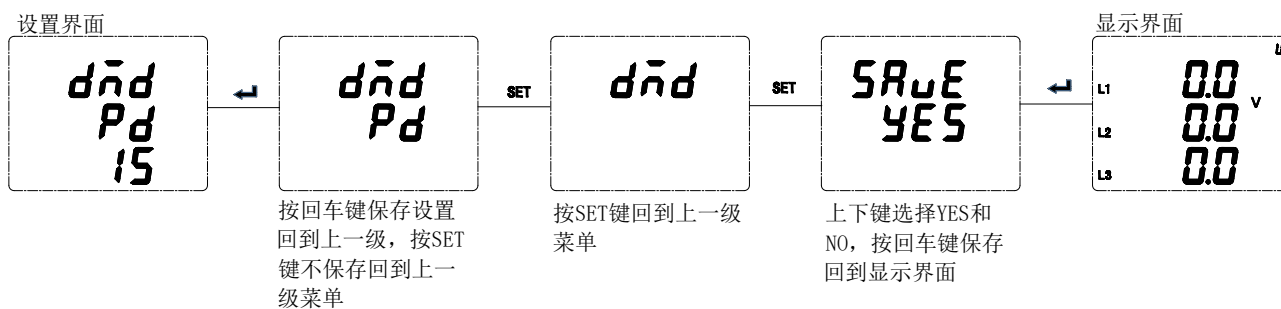 设置界面
dmd
Pd
15
dmd
Pd
按回车键保存设置
回到上一级，按SET
键不保存回到上一
级菜单
SET
dmd
按SET键回到上一级
菜单
SET
SAvE
YES
上下键选择YES和
NO，按回车键保存
回到显示界面
显示界面
L1 0.0
V
L2 0.0
L3 0.0